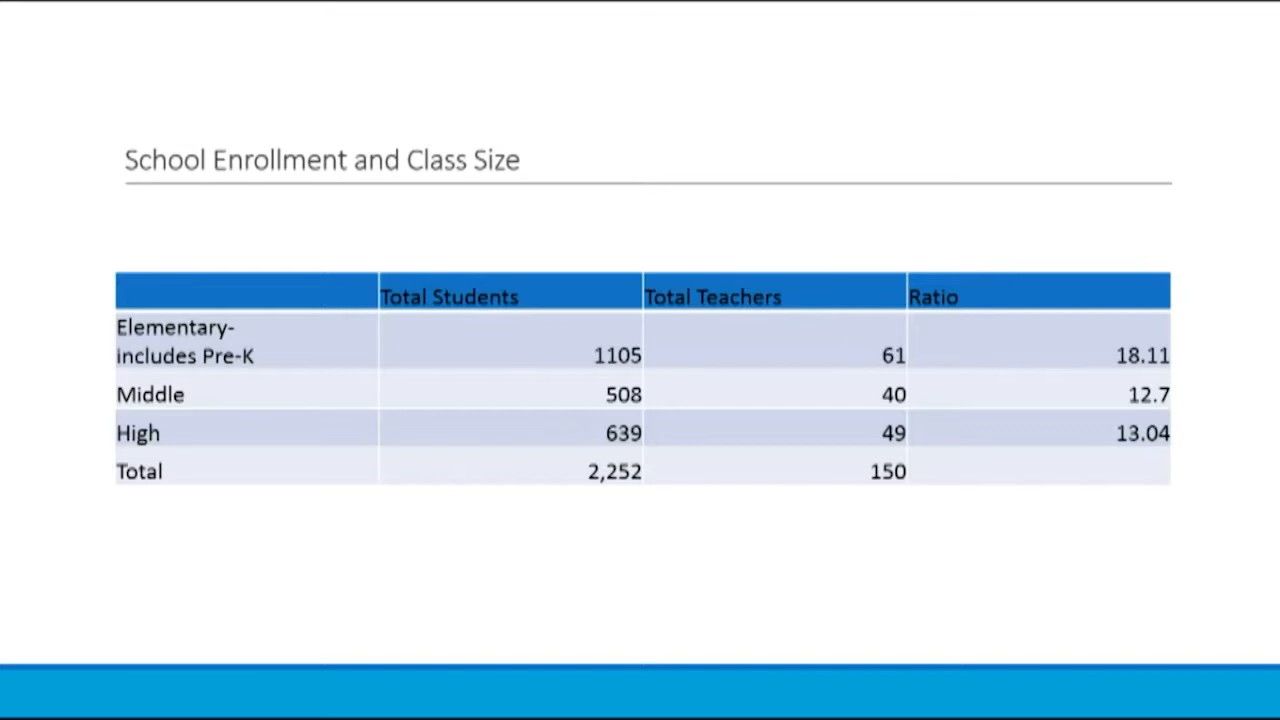 School Enrollment and Class Size
Total Students Total Teachers Ratio
Elementary-
includes Pre-K 1105 61 18.11
Middle 508 40 12.7
High 639 49 13.04
Total 2,252 150